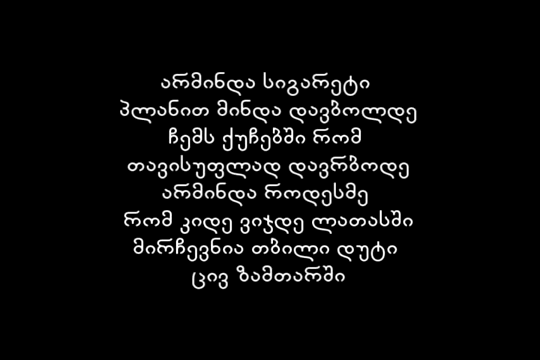 არმინდა სიგარეტი
პლანით მინდა დავბოლდე
ჩემს ქუჩებში რომ
თავისუფლად დავრბოდე
არმინდა როდესმე
რომ კიდე ვიჯდე ლათასში
მირჩევნია თბილი დუტი
ცივ ზამთარში